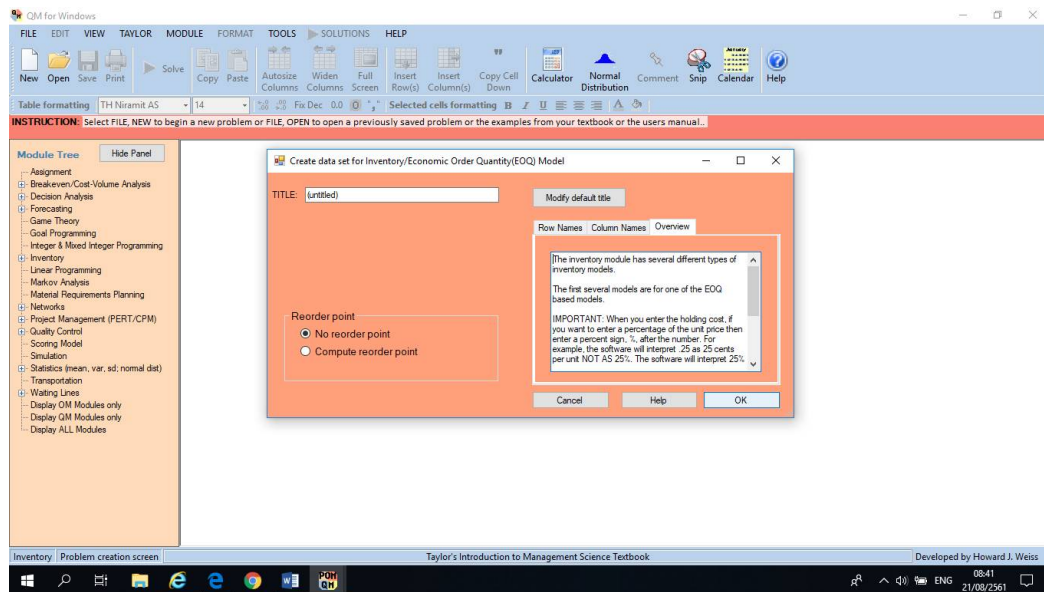 QM for Windows
FILE EDIT VIEW TAYLOR MODULE FORMAT TOOLS SOLUTIONS HELP
New Open Save Print Solve Copy Paste Autosize Columns Widen Columns Full Screen Insert Row(s) Insert Column(s) Copy Cell Down Calculator Normal Distribution Comment Snip Calendar Help
Table formatting TH Niramit AS 14 Fix Dec 0.0 0 Selected cells formatting B I U A
INSTRUCTION: Select FILE, NEW to begin a new problem or FILE, OPEN to open a previously saved problem or the examples from your textbook or the users manual..
Module Tree Hide Panel
Assignment
Breakeven/Cost-Volume Analysis
Decision Analysis
Forecasting
Game Theory
Goal Programming
Integer & Mixed Integer Programming
Inventory
Linear Programming
Markov Analysis
Material Requirements Planning
Networks
Project Management (PERT/CPM)
Quality Control
Scoring Model
Simulation
Statistics (mean, var, sd; normal dist)
Transportation
Waiting Lines
Display OM Modules only
Display QM Modules only
Display ALL Modules
Create data set for Inventory/Economic Order Quantity(EOQ) Model
TITLE: (untitled)
Modify default title
Row Names Column Names Overview
The inventory module has several different types of
inventory models.
The first several models are for one of the EOQ
based models.
IMPORTANT: When you enter the holding cost, if
you want to enter a percentage of the unit price then
enter a percent sign, %, after the number. For
example, the software will interpret .25 as 25 cents
per unit NOT AS 25%. The software will interpret 25%
Reorder point
No reorder point
Compute reorder point
Cancel Help OK
Inventory Problem creation screen Taylor's Introduction to Management Science Textbook Developed by Howard J. Weiss
POM
QM
ENG
08:41
21/08/2561